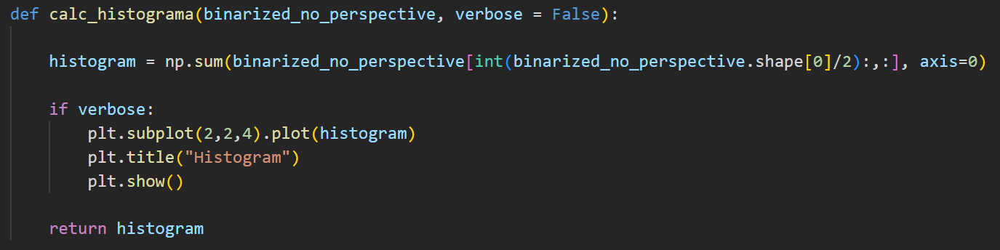 def calc_histograma(binarized_no_perspective, verbose = False):
histogram = np.sum(binarized_no_perspective[int(binarized_no_perspective.shape[0]/2):,:], axis=0)
if verbose:
plt.subplot(2,2,4).plot(histogram)
plt.title("Histogram")
plt.show()
return histogram